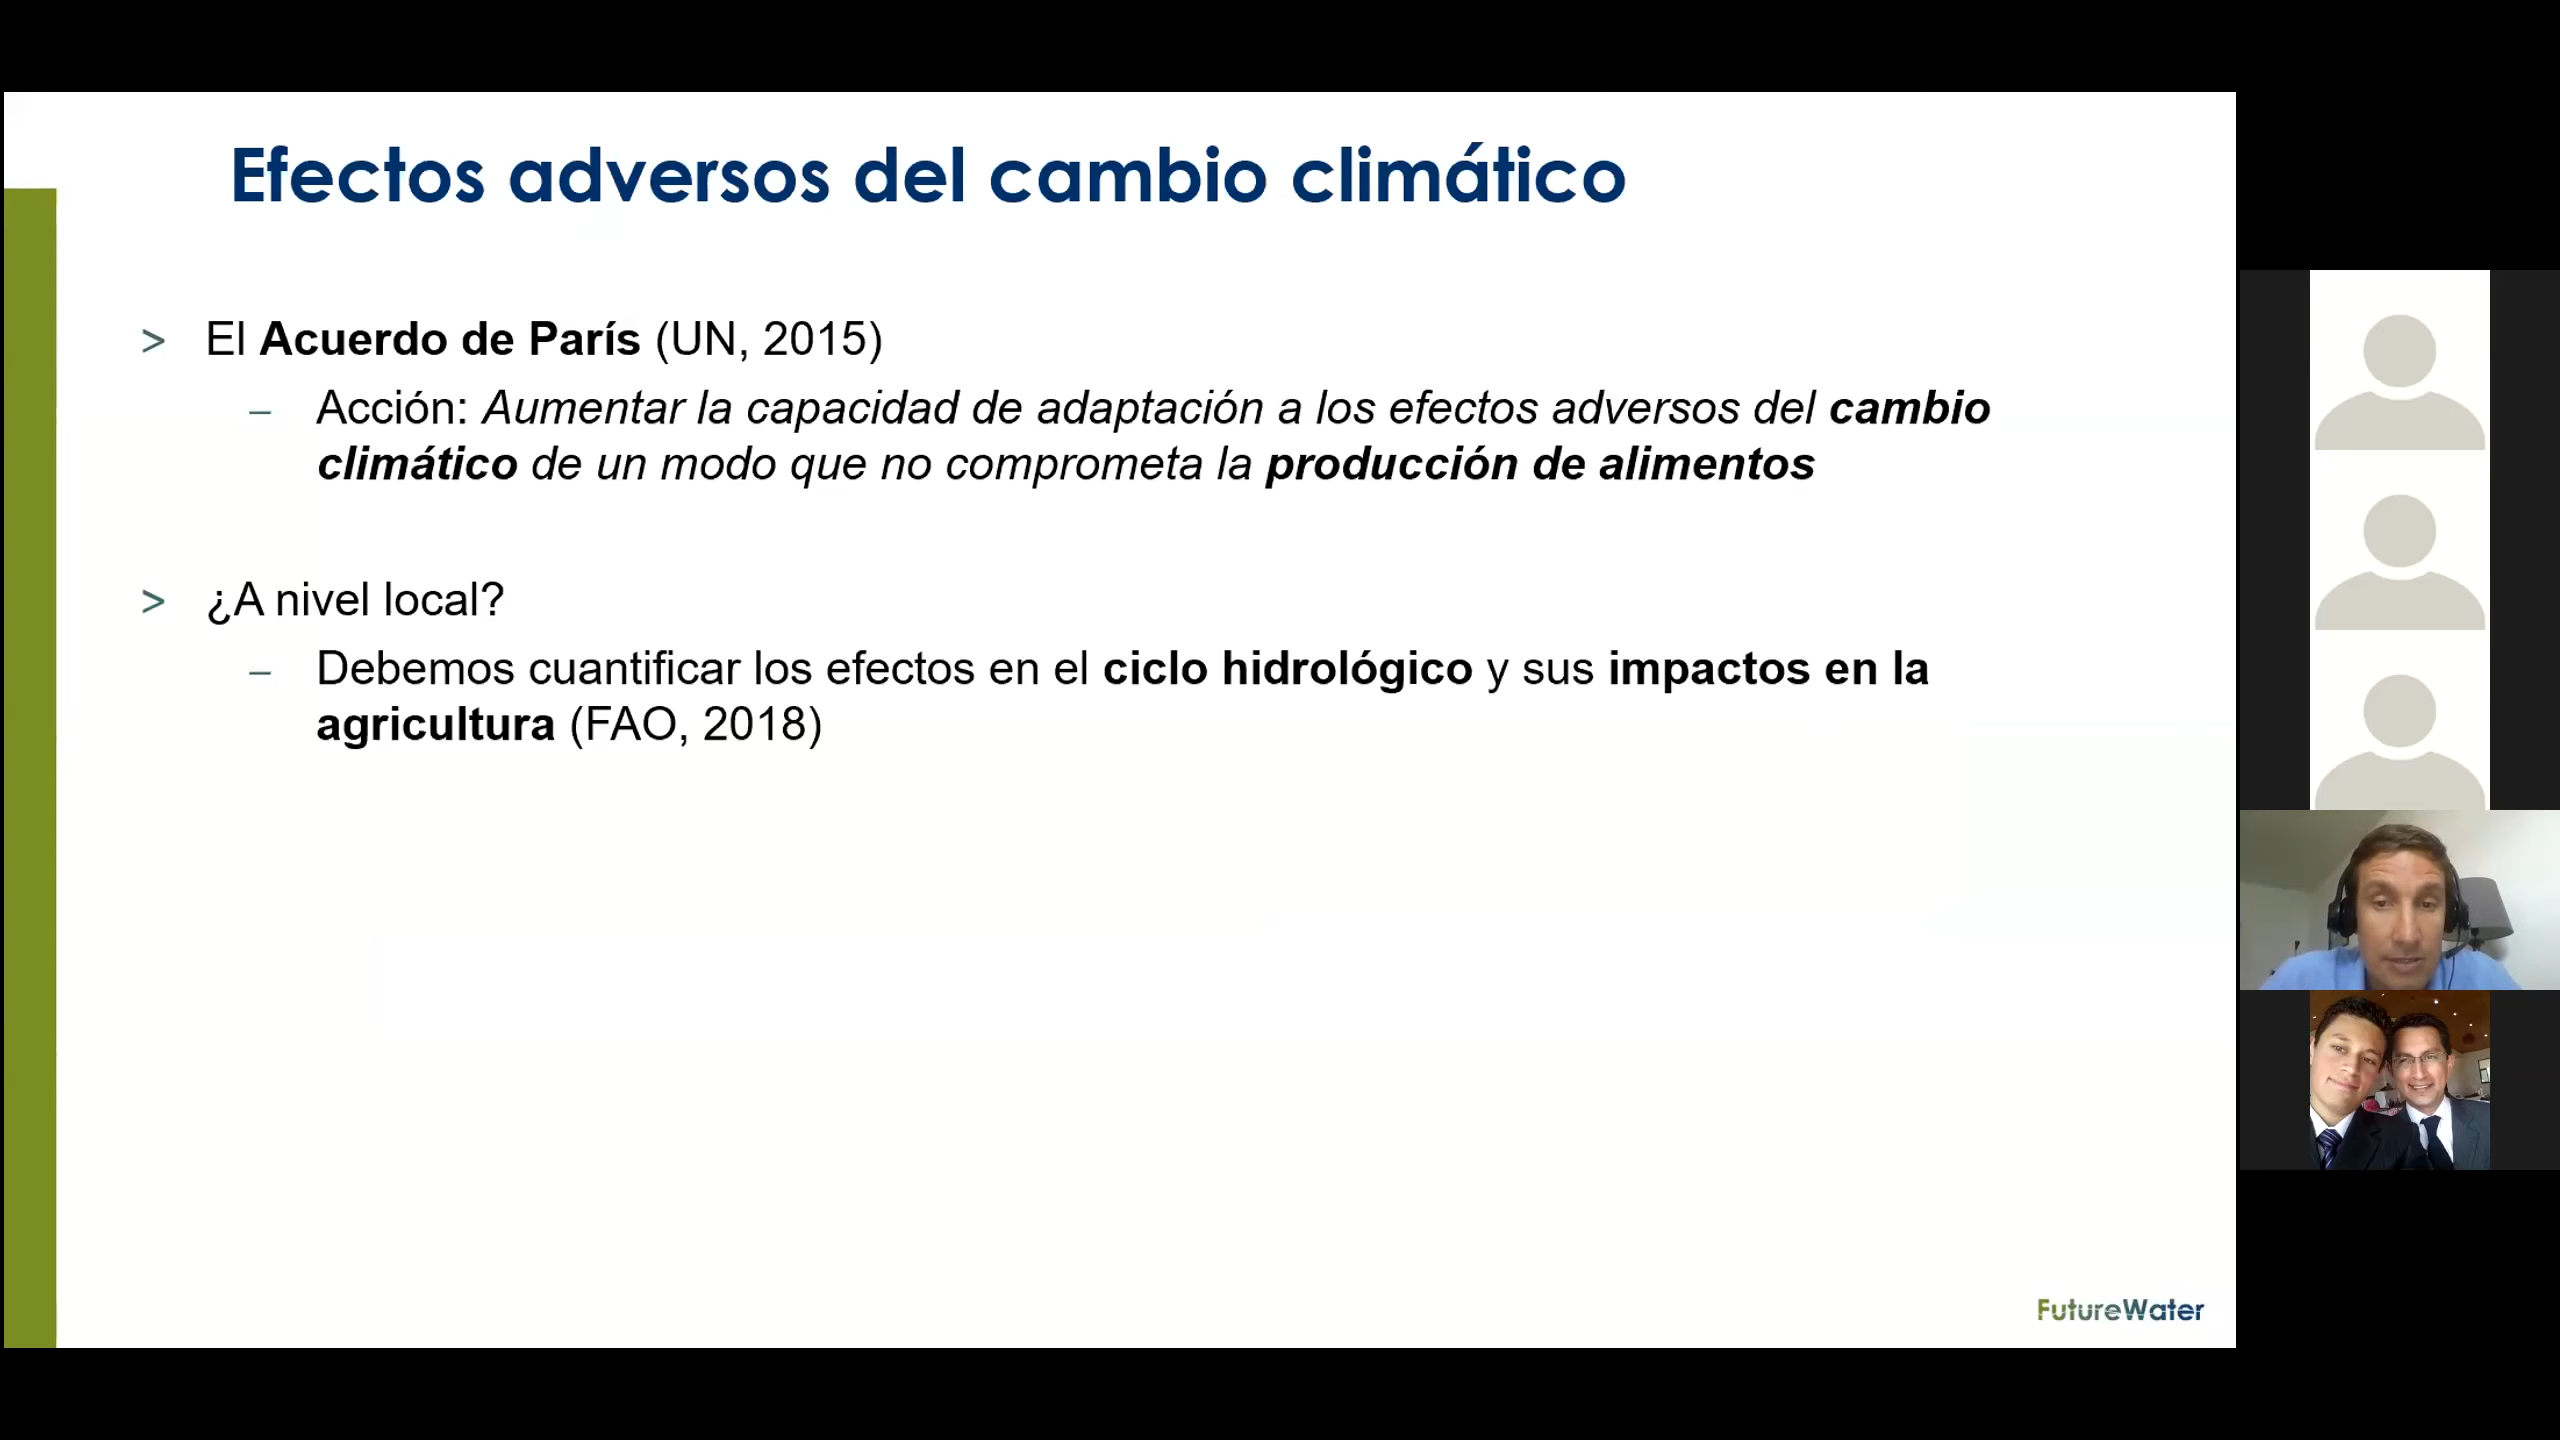 Efectos adversos del cambio climático
> El Acuerdo de París (UN, 2015)
– Acción: Aumentar la capacidad de adaptación a los efectos adversos del cambio
climático de un modo que no comprometa la producción de alimentos
> ¿A nivel local?
– Debemos cuantificar los efectos en el ciclo hidrológico y sus impactos en la
agricultura (FAO, 2018)
FutureWater